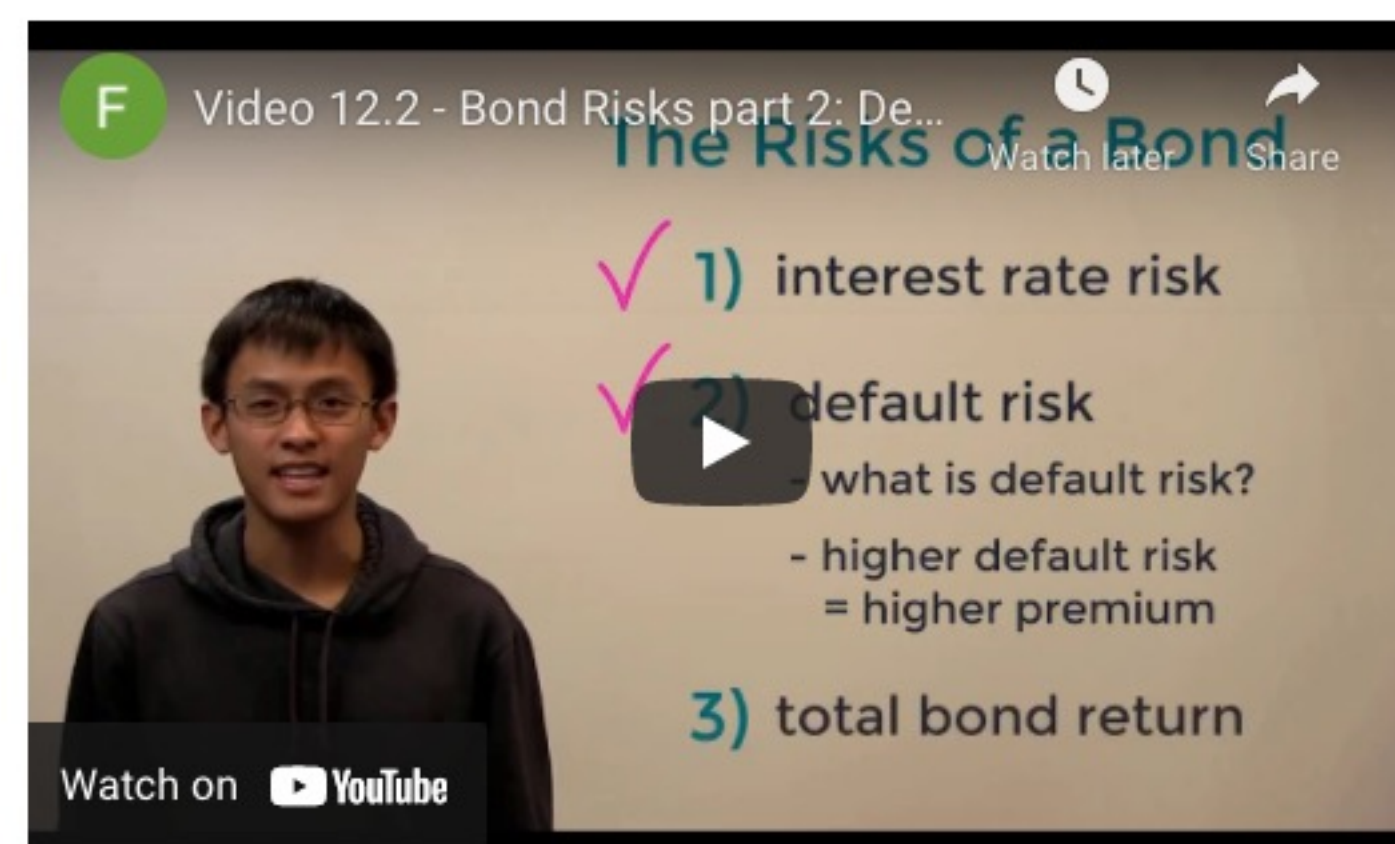 F
Video 12.2 - Bond Risks part 2: De...
Watch later
Share
The Risks of a Bond
1) interest rate risk
2) default risk
- what is default risk?
- higher default risk
= higher premium
3) total bond return
Watch on YouTube